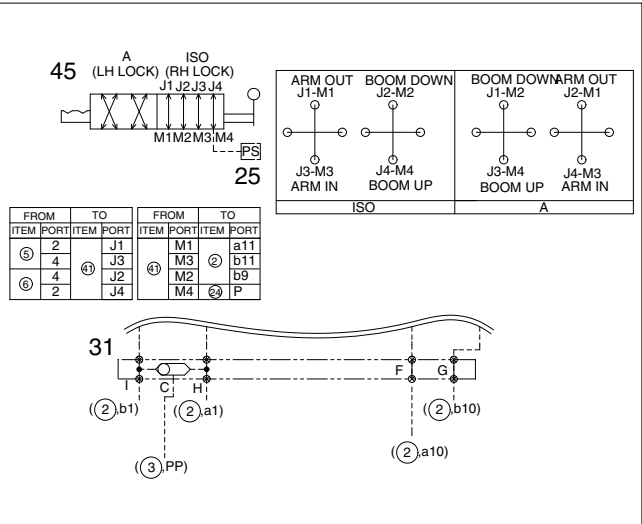 45
A ISO
(LH LOCK) (RH LOCK)
J1 J2 J3 J4
M1 M2 M3 M4
PS
25
ARM OUT BOOM DOWN
J1-M1 J2-M2
J3-M3 J4-M4
ARM IN BOOM UP
ISO
BOOM DOWN ARM OUT
J1-M2 J2-M1
J3-M4 J4-M3
BOOM UP ARM IN
A
FROM TO
ITEM PORT ITEM PORT
5 2 41 J1
4 J3
6 4 J2
2 J4
FROM TO
ITEM PORT ITEM PORT
41 M1 2 a11
M3 b11
M2 b9
M4 24 P
31
I C H F G
(2,b1) (2,a1) (2,b10)
(3,PP) (2,a10)